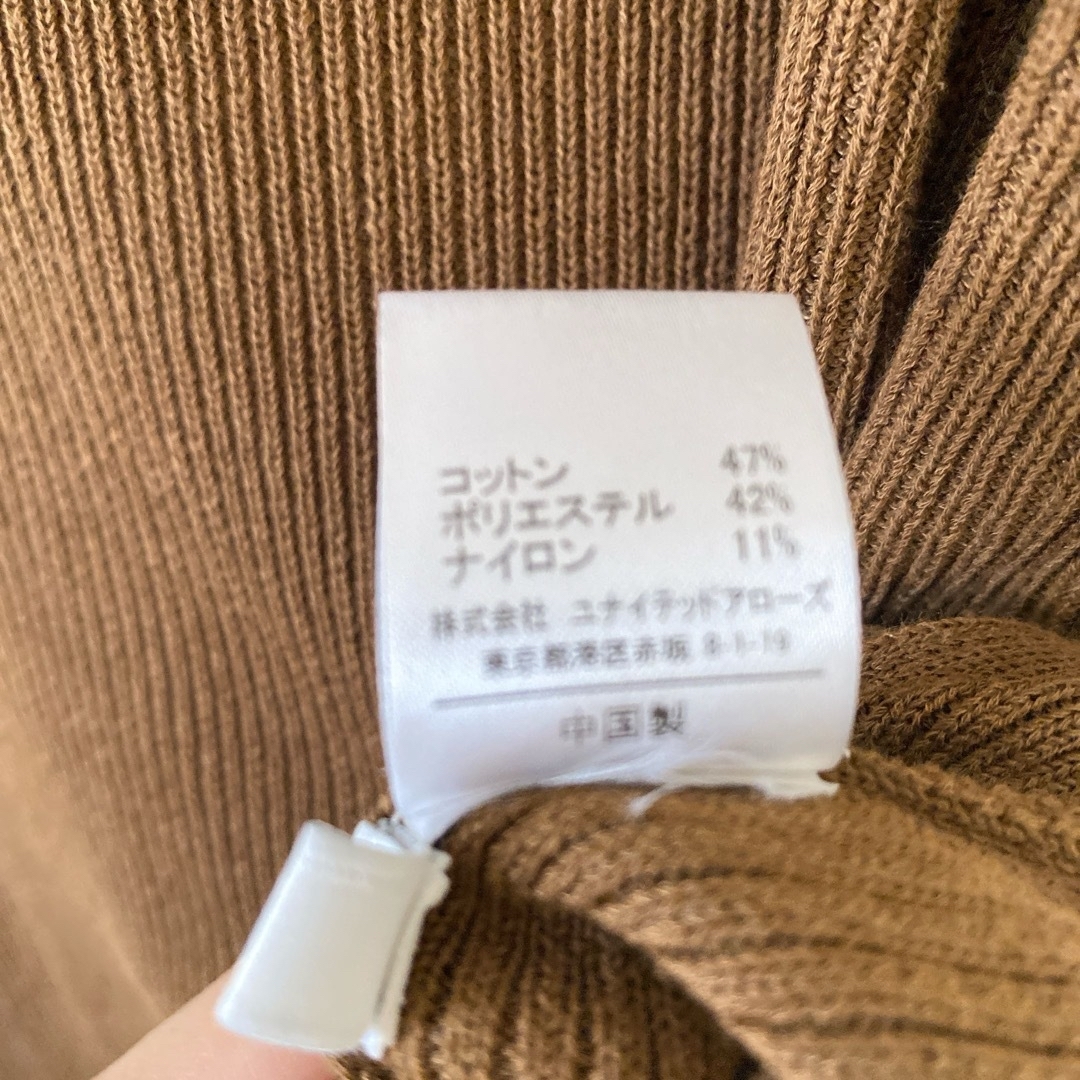 コットン 47%
ポリエステル 42%
ナイロン 11%
株式会社 ユナイテッドアローズ
東京都港区赤坂 8-1-19
中国製